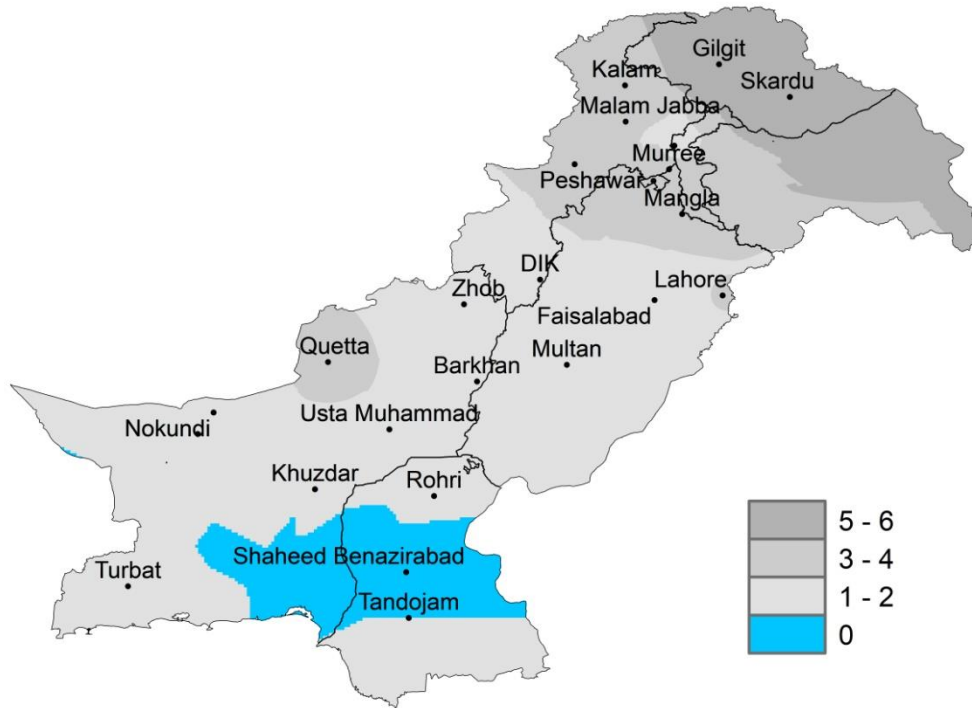 Gilgit
Kalam
Skardu
Malam Jabba
Murree
Peshawar
Mangla
DIK
Lahore
Zhob
Faisalabad
Quetta
Multan
Barkhan
Usta Muhammad
Nokundi
Khuzdar
Rohri
Shaheed Benazirabad
Turbat
Tandojam
5 - 6
3 - 4
1 - 2
0